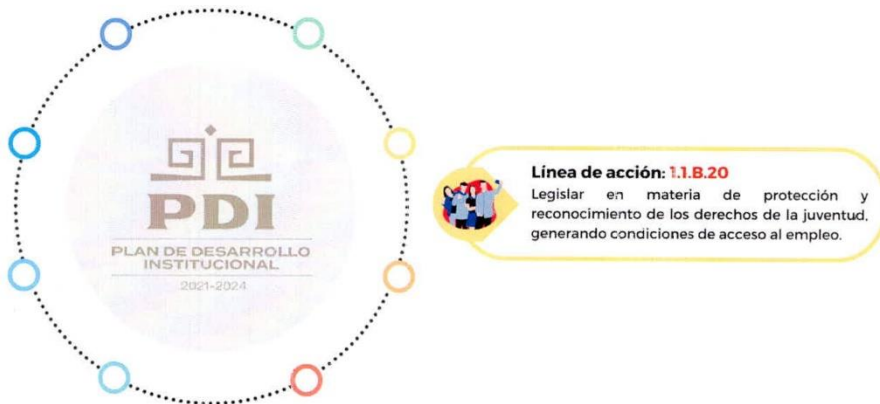 PDI
PLAN DE DESARROLLO
INSTITUCIONAL
2021-2024
Línea de acción: 1.1.B.20
Legislar en materia de protección y
reconocimiento de los derechos de la juventud,
generando condiciones de acceso al empleo.